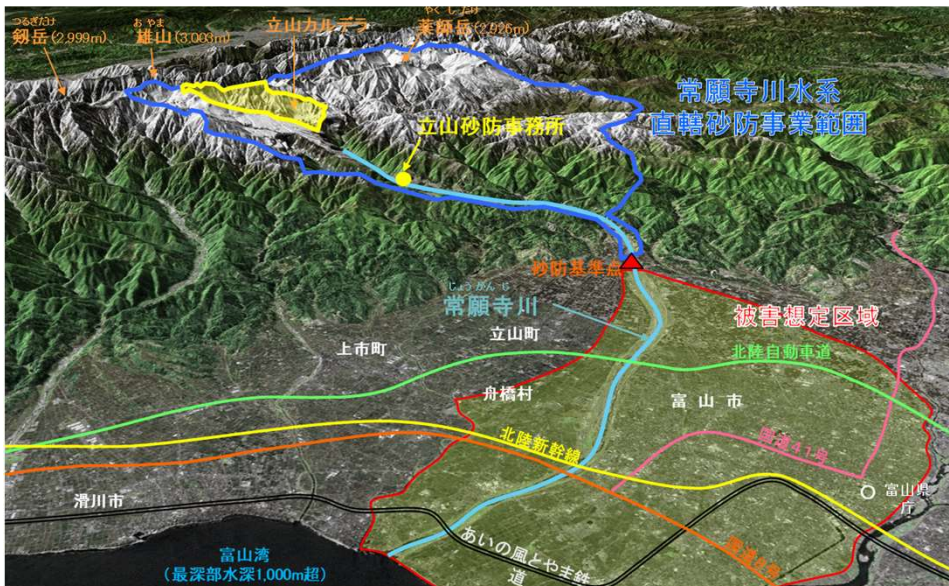 つるぎだけ
剱岳(2,999m)
おやま
雄山(3,003m)
立山カルデラ
やくしだけ
薬師岳(2,926m)
常願寺川水系
直轄砂防事業範囲
立山砂防事務所
砂防基準点
じょうがんじ
常願寺川
被害想定区域
上市町
立山町
北陸自動車道
舟橋村
富山市
北陸新幹線
国道41号
滑川市
富山県
庁
あいの風とやま鉄
道
国道8号
富山湾
(最深部水深1,000m超)